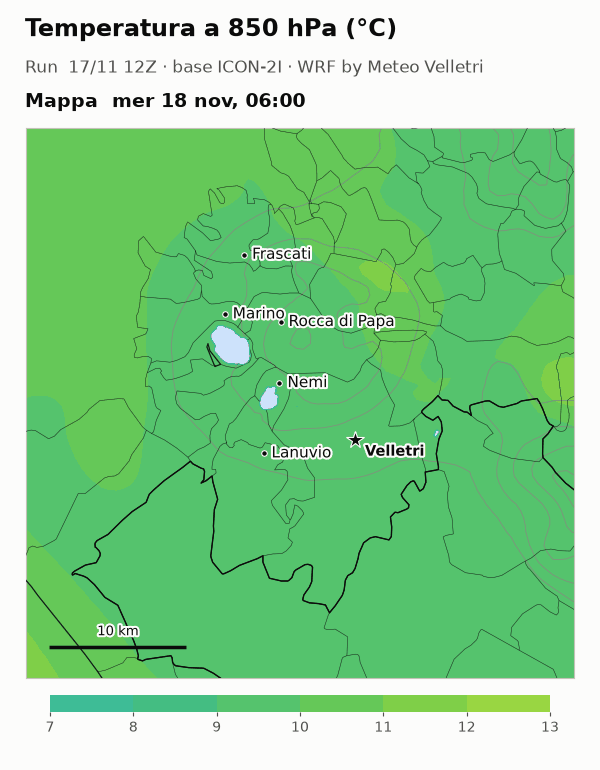 Temperatura a 850 hPa (°C)
Run  17/11 12Z · base ICON-2I · WRF by Meteo Velletri
Mappa  mer 18 nov, 06:00
Frascati
Marino
Rocca di Papa
Nemi
Velletri
Lanuvio
10 km
7 8 9 10 11 12 13